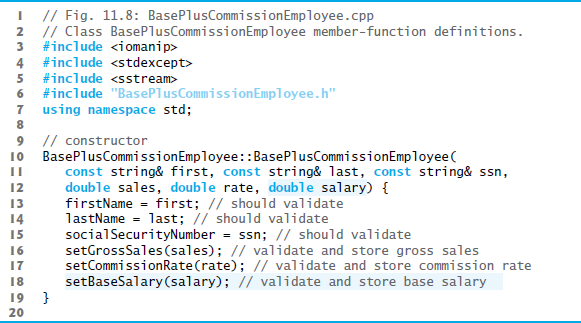 1 // Fig. 11.8: BasePlusCommissionEmployee.cpp
2 // Class BasePlusCommissionEmployee member-function definitions.
3 #include <iomanip>
4 #include <stdexcept>
5 #include <sstream>
6 #include "BasePlusCommissionEmployee.h"
7 using namespace std;
8
9 // constructor
10 BasePlusCommissionEmployee::BasePlusCommissionEmployee(
11 const string& first, const string& last, const string& ssn,
12 double sales, double rate, double salary) {
13 firstName = first; // should validate
14 lastName = last; // should validate
15 socialSecurityNumber = ssn; // should validate
16 setGrossSales(sales); // validate and store gross sales
17 setCommissionRate(rate); // validate and store commission rate
18 setBaseSalary(salary); // validate and store base salary
19 }
20